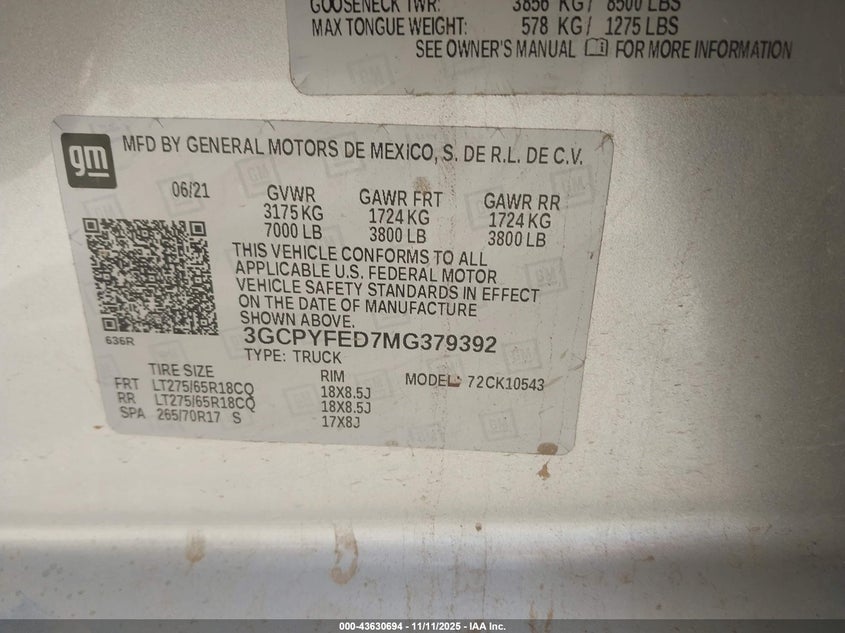 GOOSENECK TWR: 3856 KG/ 8500 LBS
MAX TONGUE WEIGHT: 578 KG/ 1275 LBS
SEE OWNER'S MANUAL FOR MORE INFORMATION
gm MFD BY GENERAL MOTORS DE MEXICO, S. DE R.L. DE C.V.
06/21 GVWR GAWR FRT GAWR RR
3175 KG 1724 KG 1724 KG
7000 LB 3800 LB 3800 LB
THIS VEHICLE CONFORMS TO ALL
APPLICABLE U.S. FEDERAL MOTOR
VEHICLE SAFETY STANDARDS IN EFFECT
ON THE DATE OF MANUFACTURE
SHOWN ABOVE.
636R 3GCPYFED7MG379392
TYPE: TRUCK
TIRE SIZE RIM MODEL: 72CK10543
FRT LT275/65R18CQ 18X8.5J
RR LT275/65R18CQ 18X8.5J
SPA 265/70R17 S 17X8J
000-43630694 - 11/11/2025 - IAA Inc.